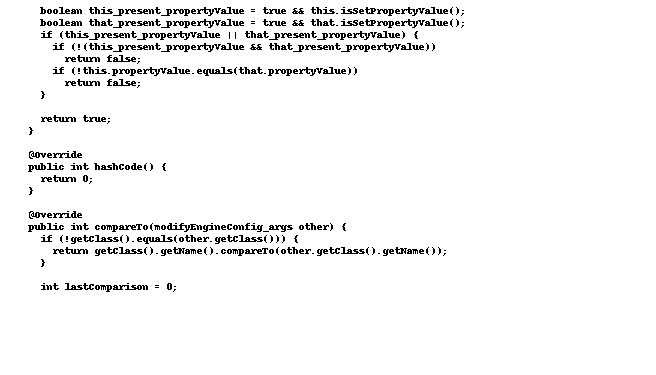 boolean this_present_propertyValue = true && this.isSetPropertyValue();
boolean that_present_propertyValue = true && that.isSetPropertyValue();
if (this_present_propertyValue || that_present_propertyValue) {
if (!(this_present_propertyValue && that_present_propertyValue))
return false;
if (!this.propertyValue.equals(that.propertyValue))
return false;
}
return true;
}
@Override
public int hashCode() {
return 0;
}
@Override
public int compareTo(modifyEngineConfig_args other) {
if (!getClass().equals(other.getClass())) {
return getClass().getName().compareTo(other.getClass().getName());
}
int lastComparison = 0;